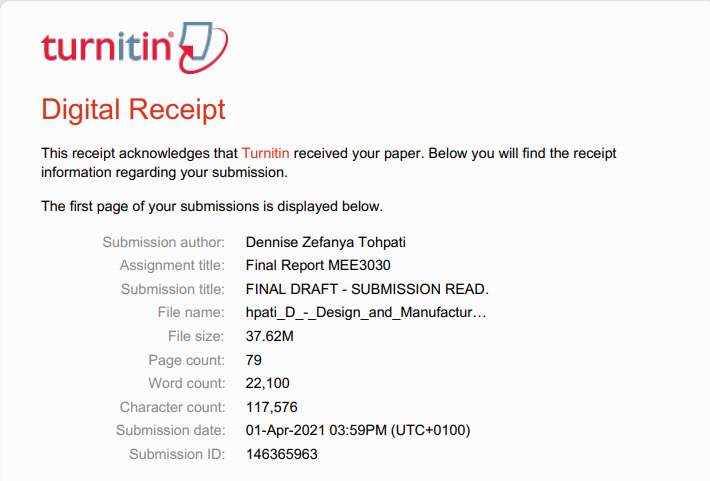 turnitin
Digital Receipt
This receipt acknowledges that Turnitin received your paper. Below you will find the receipt
information regarding your submission.
The first page of your submissions is displayed below.
Submission author: Dennise Zefanya Tohpati
Assignment title: Final Report MEE3030
Submission title: FINAL DRAFT - SUBMISSION READ.
File name: hpati_D_-_Design_and_Manufactur…
File size: 37.62M
Page count: 79
Word count: 22,100
Character count: 117,576
Submission date: 01-Apr-2021 03:59PM (UTC+0100)
Submission ID: 146365963